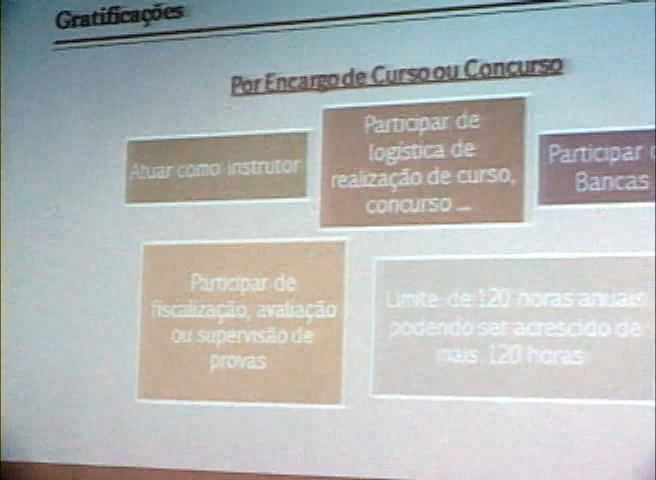 Gratificações
Por Encargo de Curso ou Concurso
Atuar como instrutor
Participar de
logística de
realização de curso,
concurso ...
Participar
Bancas
Participar de
fiscalização, avaliação
ou supervisão de
provas
Limite de 120 horas anuais
podendo ser acrescido de
mais 120 horas